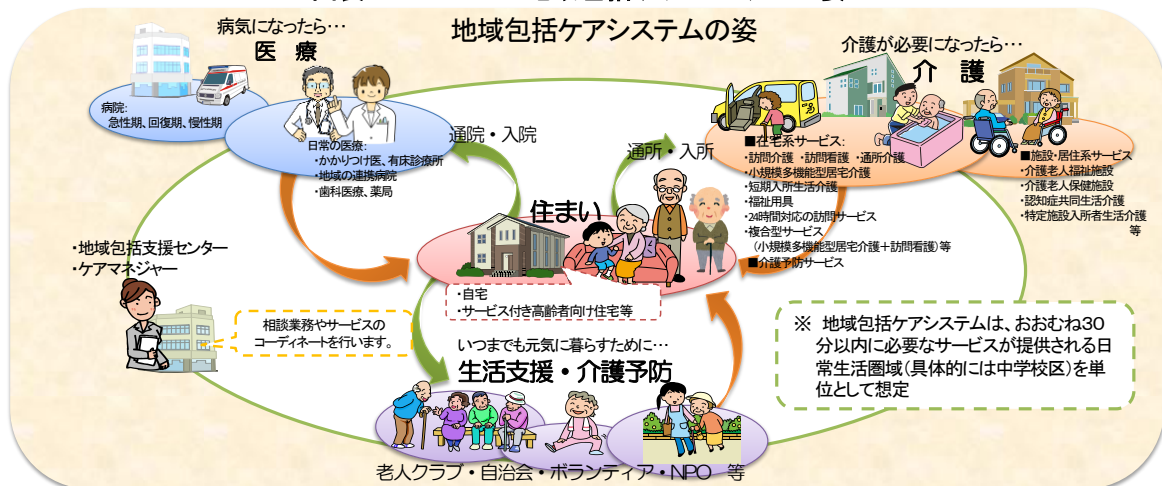 地域包括ケアシステムの姿
病気になったら…
医 療
病院:
急性期、回復期、慢性期
日常の医療:
・かかりつけ医、有床診療所
・地域の連携病院
・歯科医療、薬局
通院・入院
通所・入所
介護が必要になったら…
介 護
■在宅系サービス:
・訪問介護 ・訪問看護 ・通所介護
・小規模多機能型居宅介護
・短期入所生活介護
・福祉用具
・24時間対応の訪問サービス
・複合型サービス
（小規模多機能型居宅介護＋訪問看護）等
■介護予防サービス
■施設・居住系サービス
・介護老人福祉施設
・介護老人保健施設
・認知症共同生活介護
・特定施設入所者生活介護
等
住まい
・自宅
・サービス付き高齢者向け住宅等
・地域包括支援センター
・ケアマネジャー
相談業務やサービスの
コーディネートを行います。
いつまでも元気に暮らすために…
生活支援・介護予防
老人クラブ・自治会・ボランティア・NPO 等
※ 地域包括ケアシステムは、おおむね30
分以内に必要なサービスが提供される日
常生活圏域（具体的には中学校区）を単
位として想定